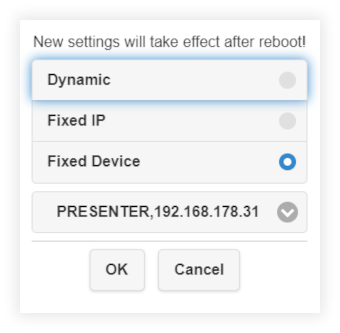 New settings will take effect after reboot!
Dynamic
Fixed IP
Fixed Device
PRESENTER,192.168.178.31
OK Cancel